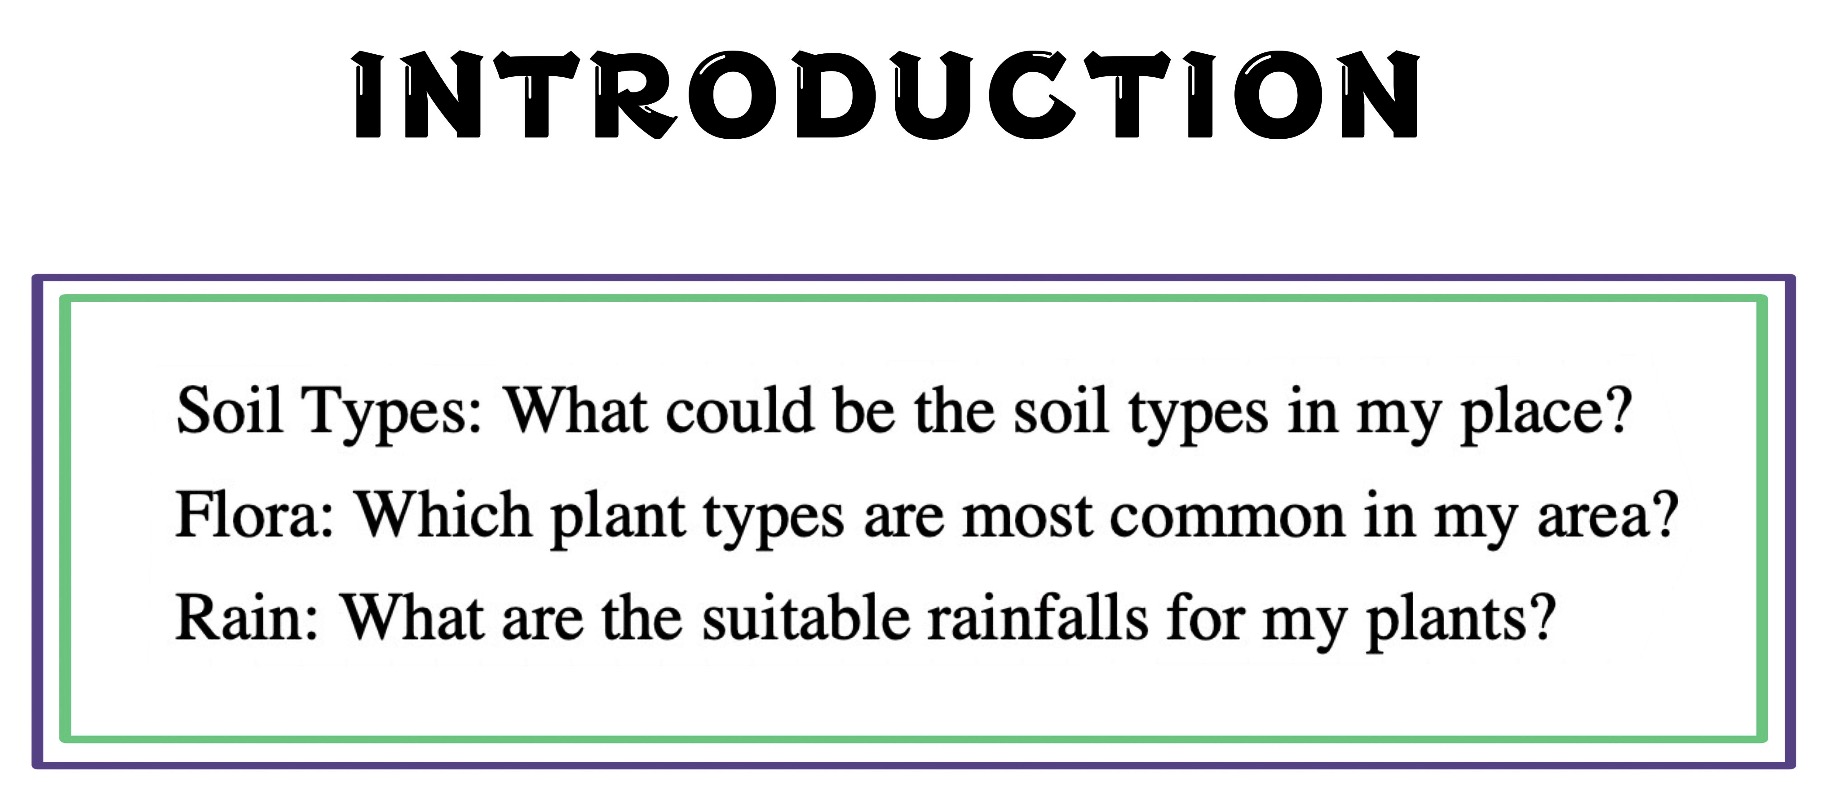 INTRODUCTION
Soil Types: What could be the soil types in my place?
Flora: Which plant types are most common in my area?
Rain: What are the suitable rainfalls for my plants?